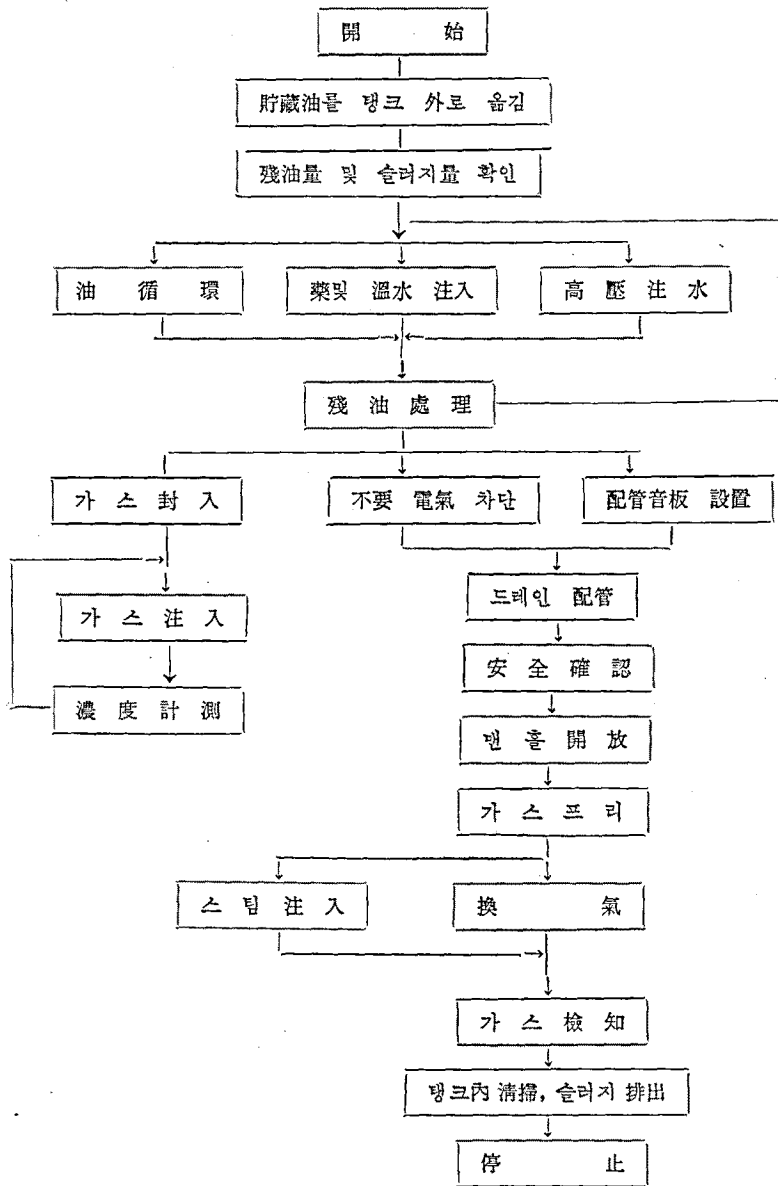 開 始
貯藏油를 탱크 外로 옮김
殘油量 및 슬러지量 확인
油 循 環
藥및 溫水 注入
高 壓 注 水
殘 油 處 理
가 스 封 入
不要 電氣 차단
配管音板 設置
가 스 注 入
드레인 配管
濃 度 計 測
安 全 確 認
맨 홀 開 放
가 스 프 리
스 팀 注 入
換 氣
가 스 檢 知
탱크內 清掃, 슬러지 排出
停 止